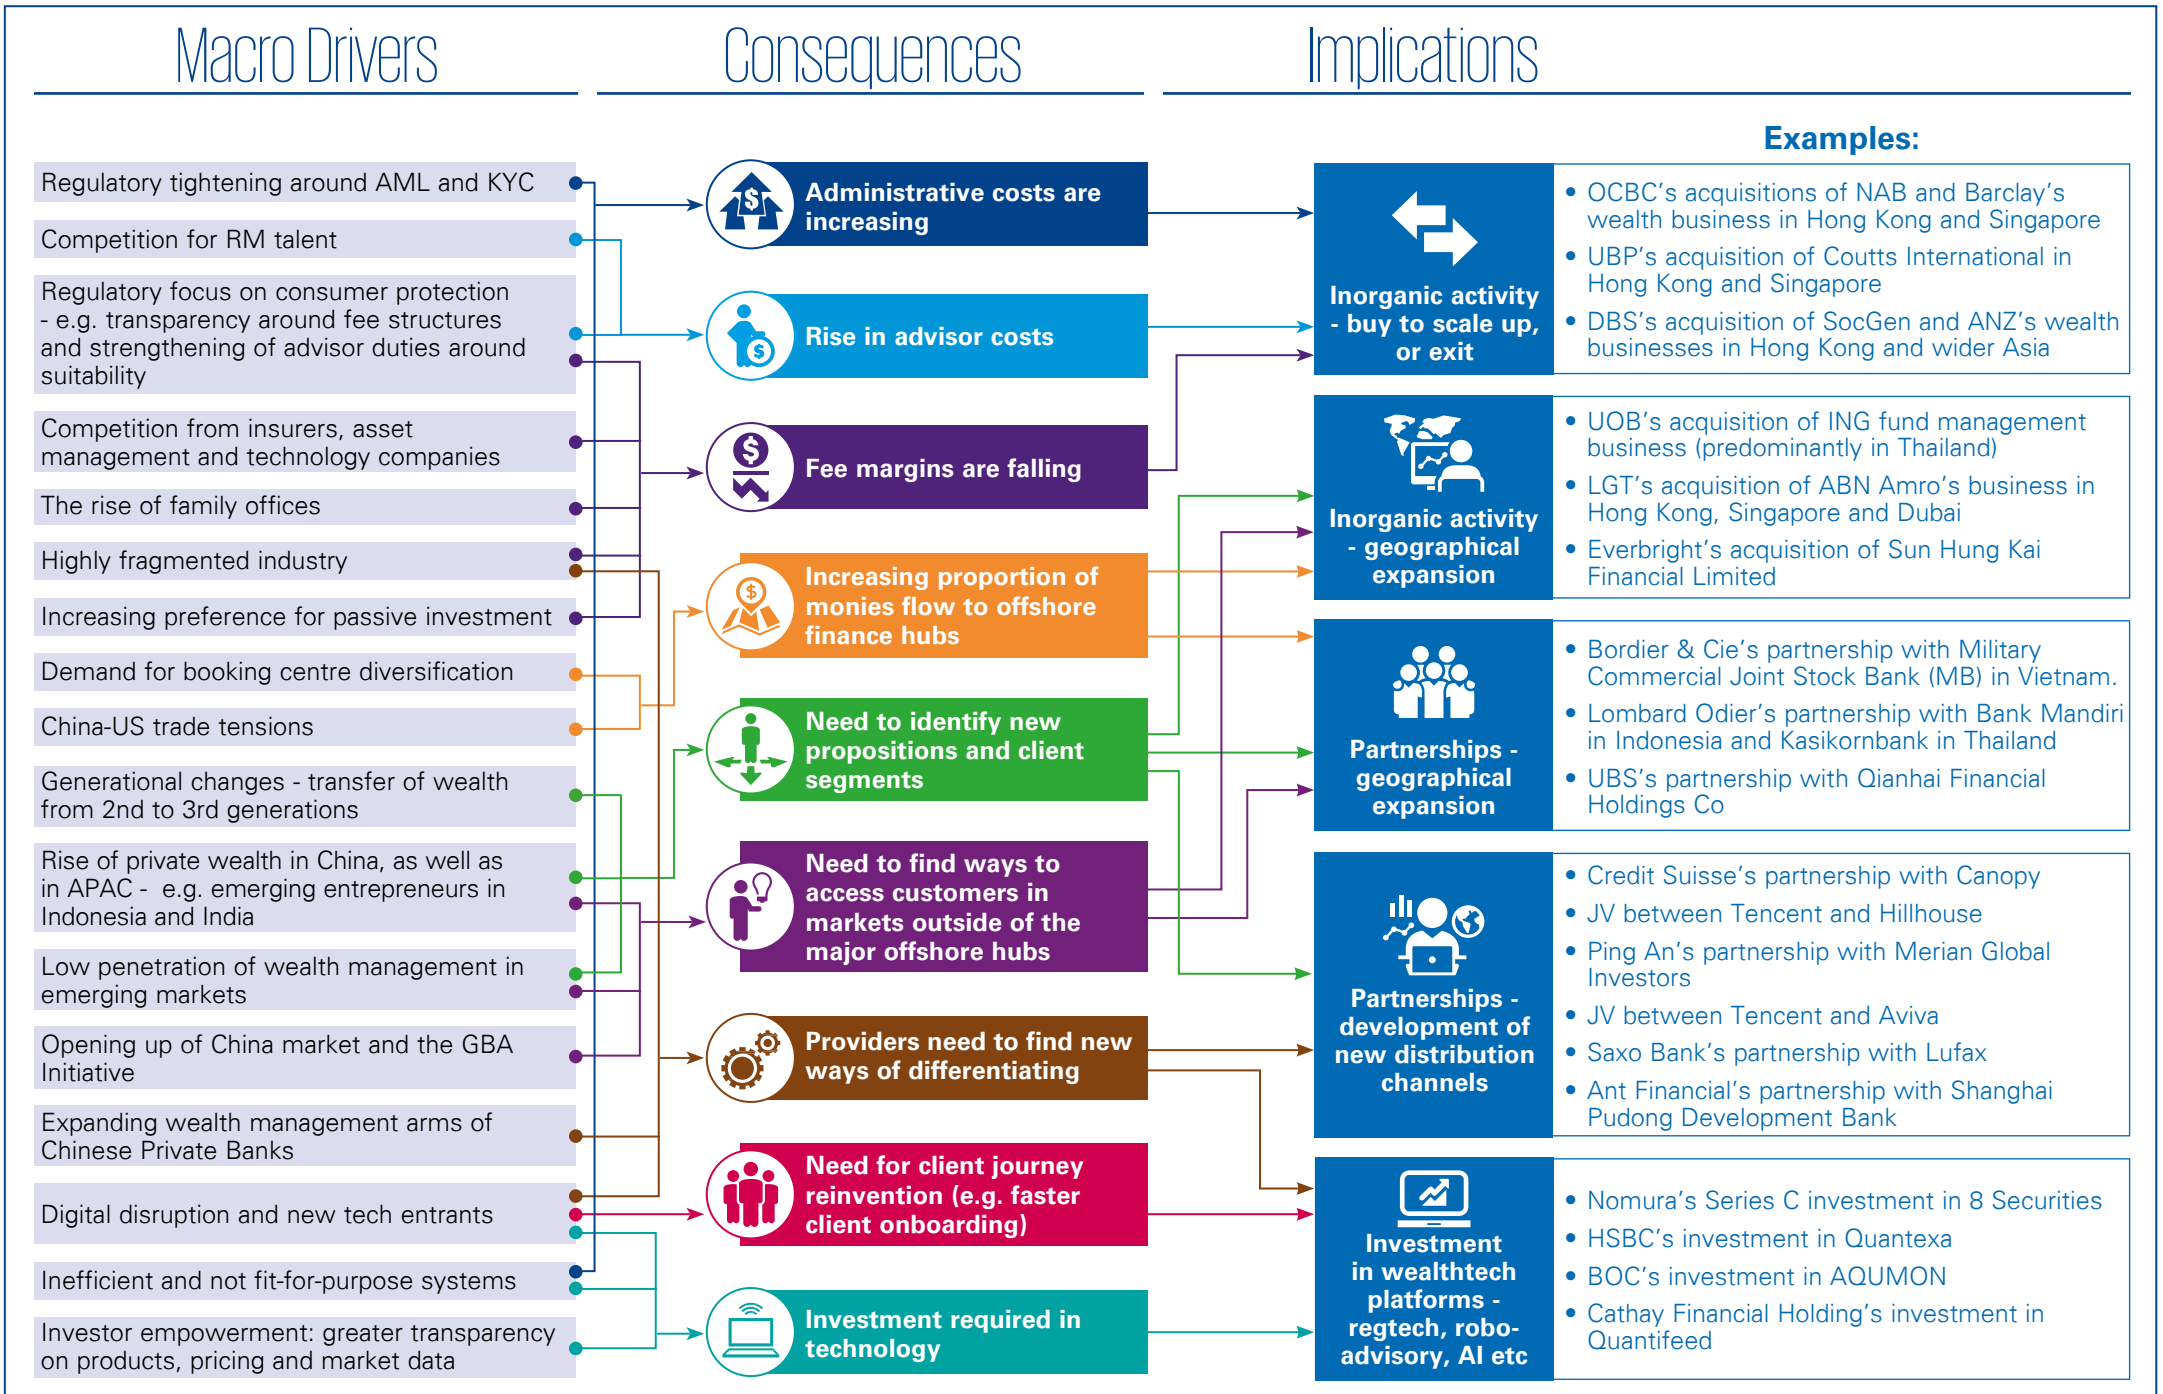 Macro Drivers
Consequences
Implications
Examples:
Regulatory tightening around AML and KYC
Competition for RM talent
Regulatory focus on consumer protection
- e.g. transparency around fee structures
and strengthening of advisor duties around
suitability
Competition from insurers, asset
management and technology companies
The rise of family offices
Highly fragmented industry
Increasing preference for passive investment
Demand for booking centre diversification
China-US trade tensions
Generational changes - transfer of wealth
from 2nd to 3rd generations
Rise of private wealth in China, as well as
in APAC - e.g. emerging entrepreneurs in
Indonesia and India
Low penetration of wealth management in
emerging markets
Opening up of China market and the GBA
Initiative
Expanding wealth management arms of
Chinese Private Banks
Digital disruption and new tech entrants
Inefficient and not fit-for-purpose systems
Investor empowerment: greater transparency
on products, pricing and market data
$
Administrative costs are
increasing
$
Rise in advisor costs
$
Fee margins are falling
$
Increasing proportion of
monies flow to offshore
finance hubs
Need to identify new
propositions and client
segments
Need to find ways to
access customers in
markets outside of the
major offshore hubs
Providers need to find new
ways of differentiating
Need for client journey
reinvention (e.g. faster
client onboarding)
Investment required in
technology
Inorganic activity
- buy to scale up,
or exit
• OCBC's acquisitions of NAB and Barclay's
wealth business in Hong Kong and Singapore
• UBP's acquisition of Coutts International in
Hong Kong and Singapore
• DBS's acquisition of SocGen and ANZ's wealth
businesses in Hong Kong and wider Asia
Inorganic activity
- geographical
expansion
• UOB's acquisition of ING fund management
business (predominantly in Thailand)
• LGT's acquisition of ABN Amro's business in
Hong Kong, Singapore and Dubai
• Everbright's acquisition of Sun Hung Kai
Financial Limited
Partnerships -
geographical
expansion
• Bordier & Cie's partnership with Military
Commercial Joint Stock Bank (MB) in Vietnam.
• Lombard Odier's partnership with Bank Mandiri
in Indonesia and Kasikornbank in Thailand
• UBS's partnership with Qianhai Financial
Holdings Co
Partnerships -
development of
new distribution
channels
• Credit Suisse's partnership with Canopy
• JV between Tencent and Hillhouse
• Ping An's partnership with Merian Global
Investors
• JV between Tencent and Aviva
• Saxo Bank's partnership with Lufax
• Ant Financial's partnership with Shanghai
Pudong Development Bank
Investment
in wealthtech
platforms -
regtech, robo-
advisory, AI etc
• Nomura's Series C investment in 8 Securities
• HSBC's investment in Quantexa
• BOC's investment in AQUMON
• Cathay Financial Holding's investment in
Quantifeed